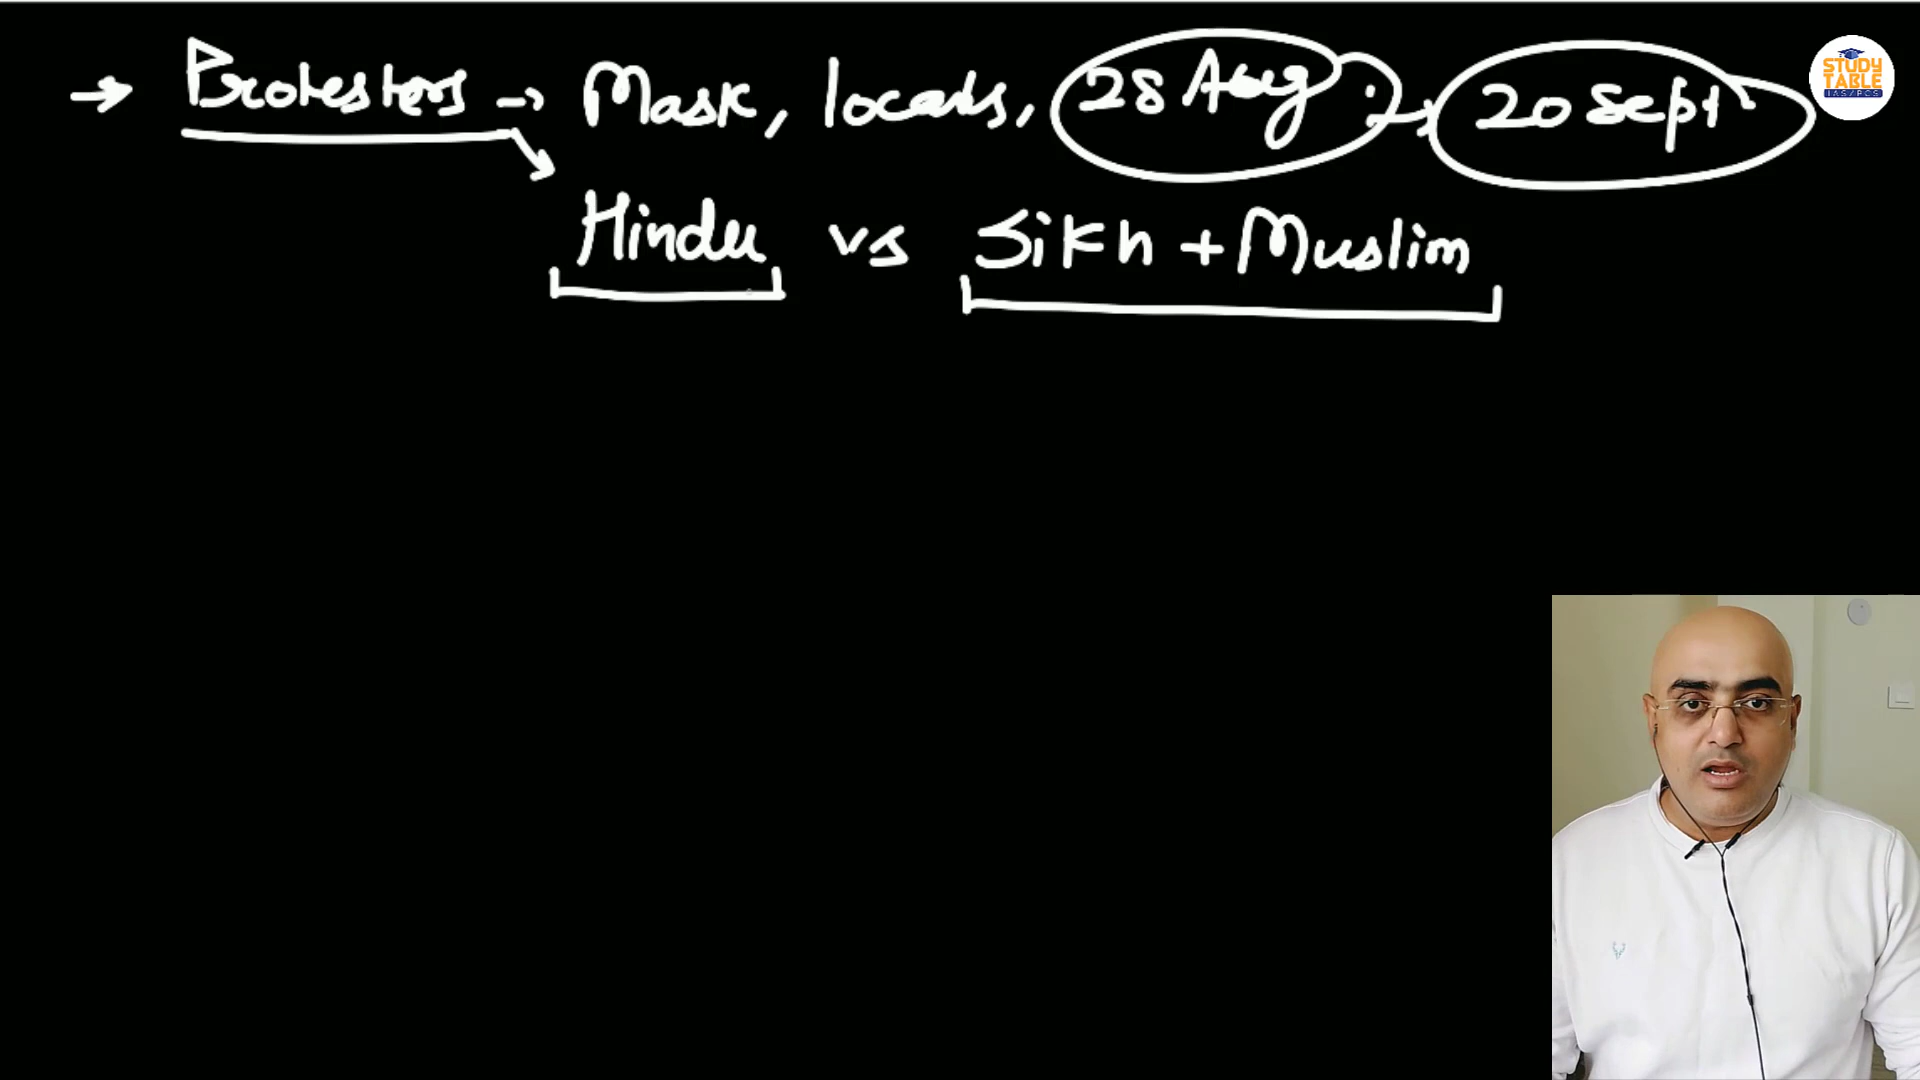 → Protesters → Mask, locals, 28 Aug, 20 Sept
Hindu vs Sikh + Muslim
STUDY
TABLE
IAS/PCS